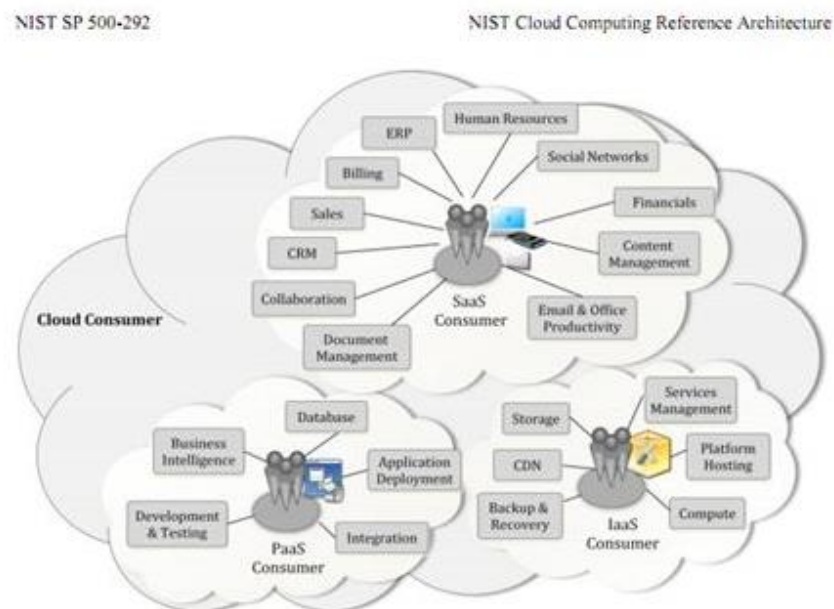 NIST SP 500-292
NIST Cloud Computing Reference Architecture
Human Resources
ERP
Social Networks
Billing
Financials
Sales
Content
Management
CRM
Collaboration
SaaS
Consumer
Email & Office
Productivity
Document
Management
Cloud Consumer
Database
Business
Intelligence
Application
Deployment
Development
& Testing
Integration
PaaS
Consumer
Services
Management
Storage
Platform
Hosting
CDN
Backup &
Recovery
Compute
IaaS
Consumer